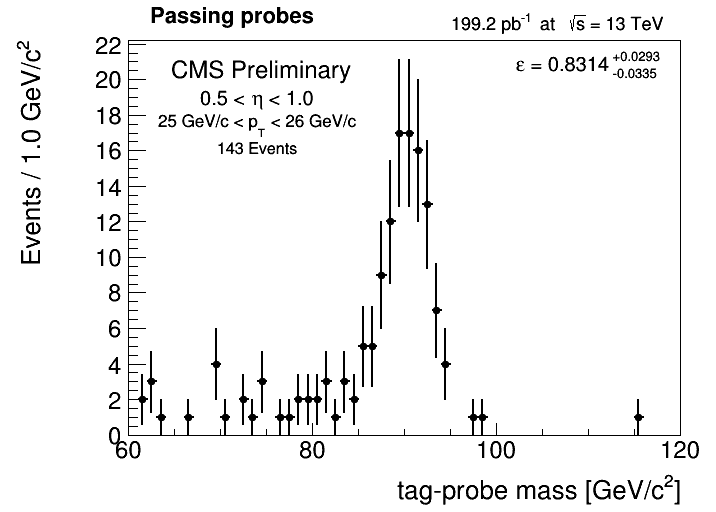 Passing probes
199.2 pb⁻¹ at √s = 13 TeV
CMS Preliminary
0.5 < η < 1.0
25 GeV/c < p_T < 26 GeV/c
143 Events
ε = 0.8314 +0.0293 -0.0335
Events / 1.0 GeV/c²
22
20
18
16
14
12
10
8
6
4
2
0
60 80 100 120
tag-probe mass [GeV/c²]